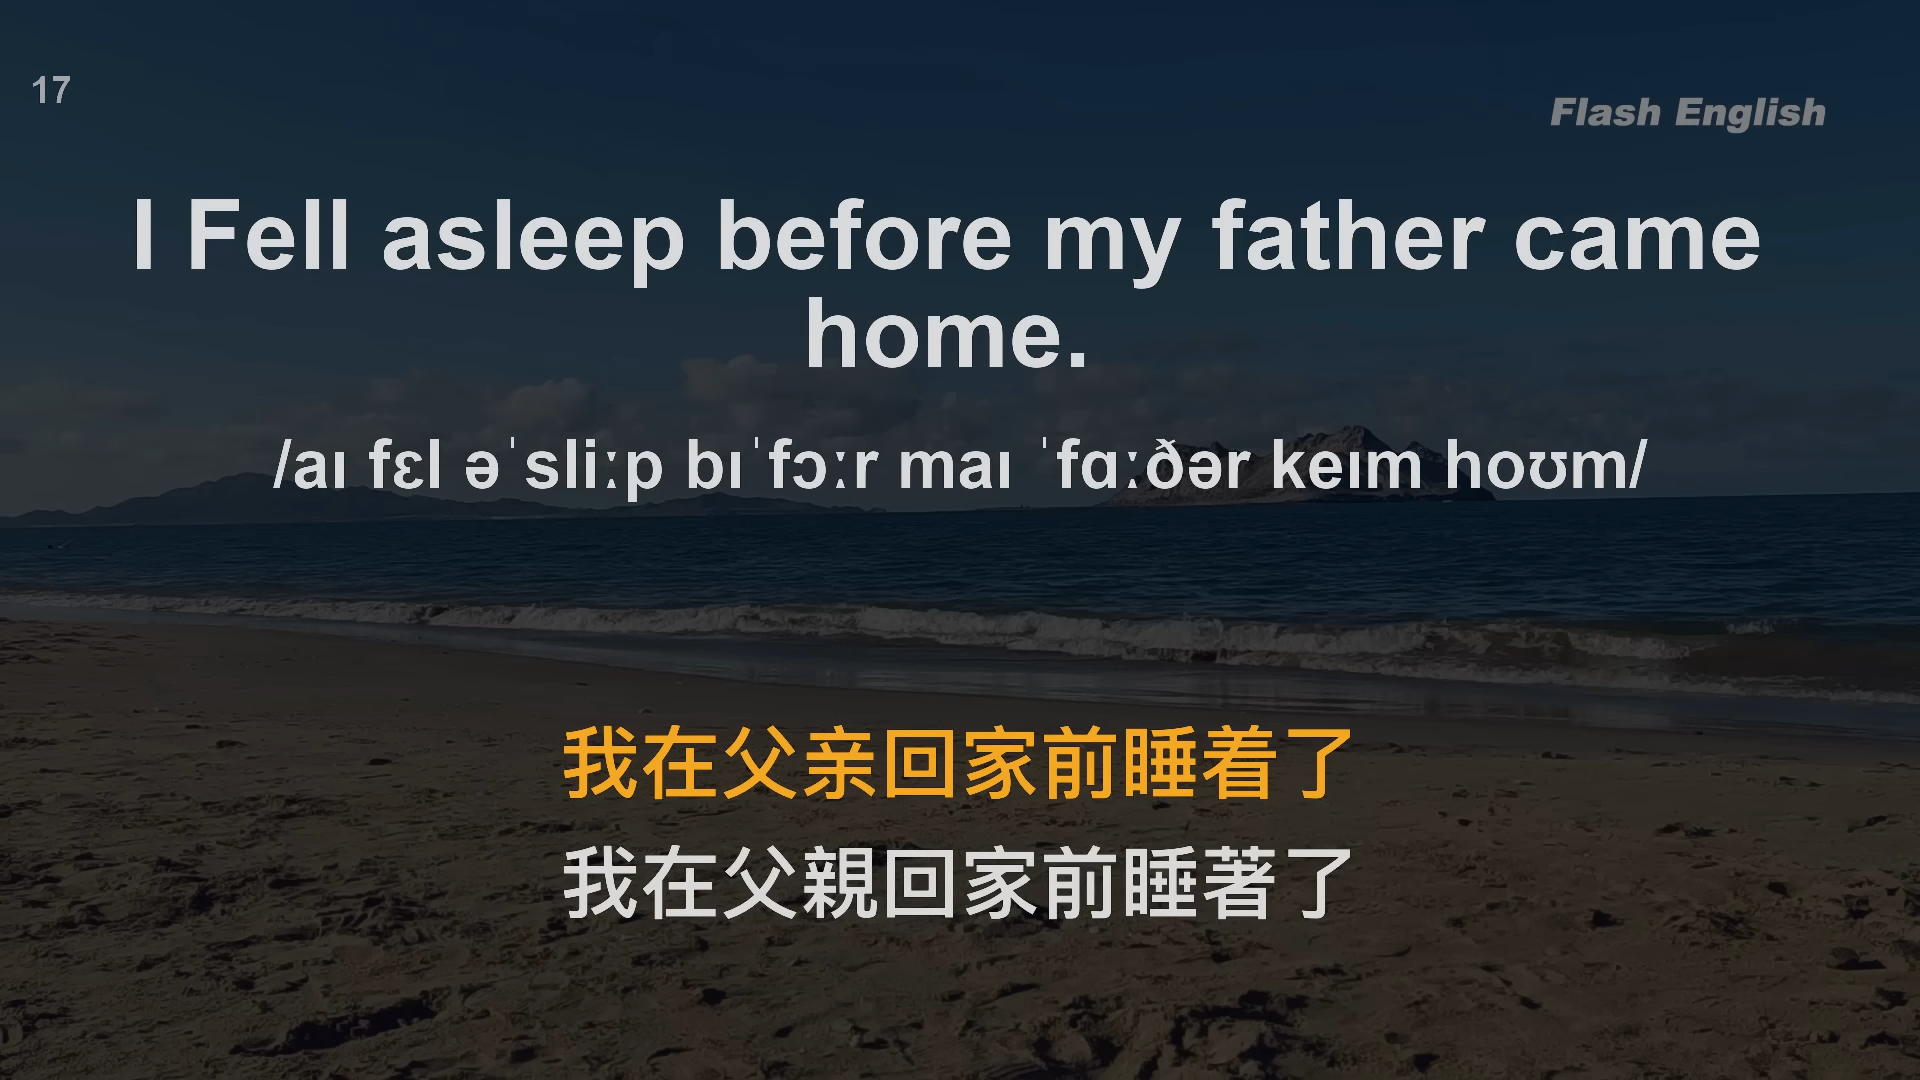 17
Flash English
I Fell asleep before my father came
home.
/aɪ fɛl əˈsliːp bɪˈfɔːr maɪ ˈfɑːðər keɪm hoʊm/
我在父亲回家前睡着了
我在父親回家前睡著了